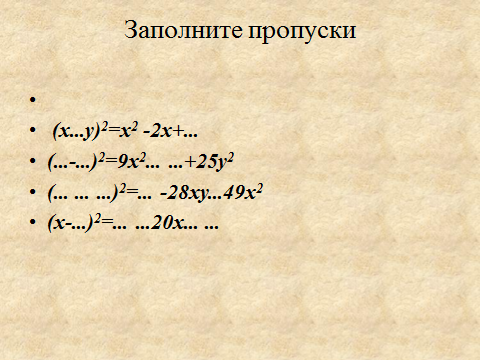 Заполните пропуски
•
• (x...y)²=x² -2x+...
• (...-...)²=9x²... ...+25y²
• (... ... ...)²=... -28xy...49x²
• (x-...)²=... ...20x... ...